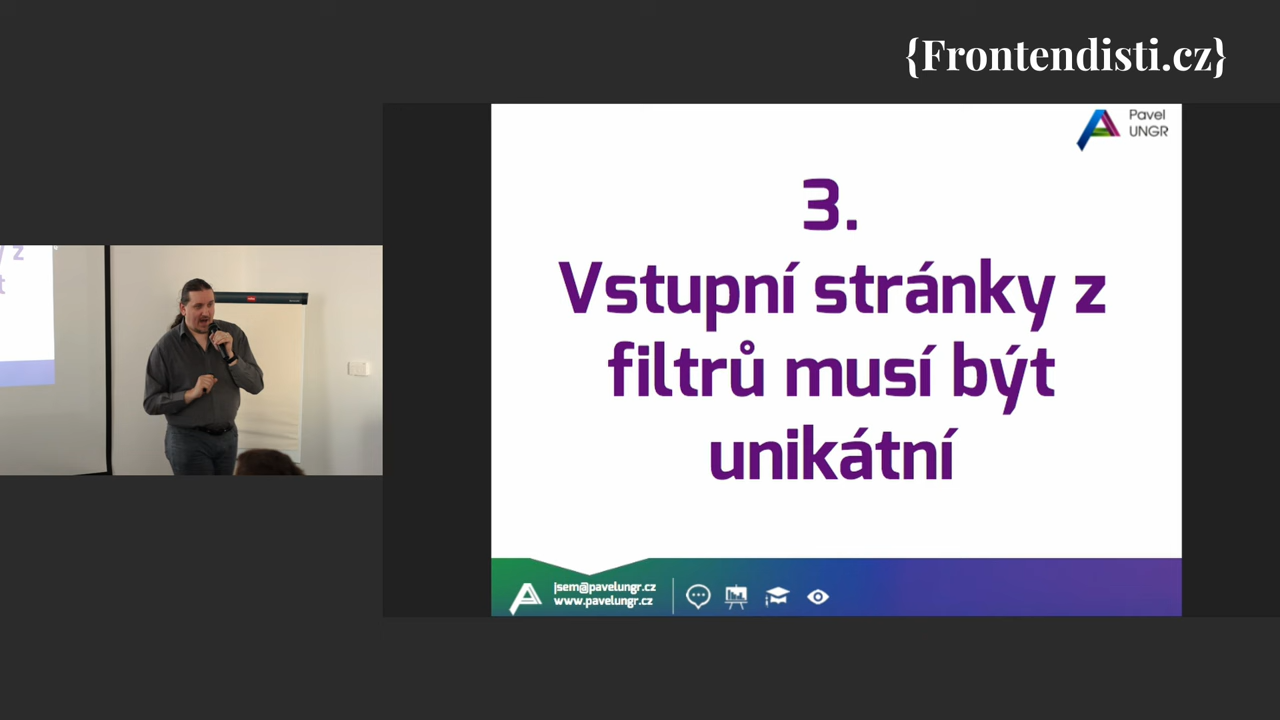 {Frontendisti.cz}
Pavel
UNGR
3.
Vstupní stránky z
filtrů musí být
unikátní
jsem@pavelungr.cz
www.pavelungr.cz